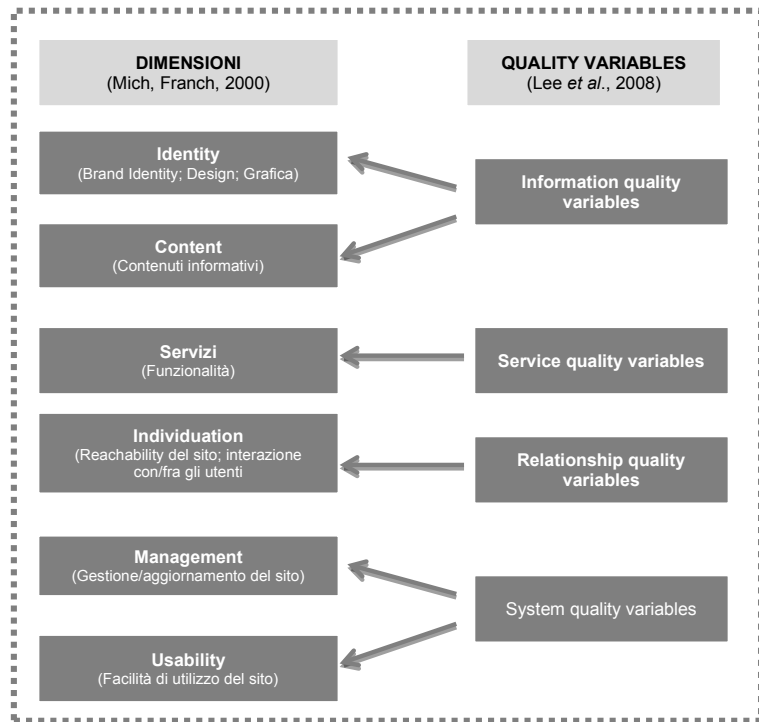 DIMENSIONI
(Mich, Franch, 2000)
QUALITY VARIABLES
(Lee et al., 2008)
Identity
(Brand Identity; Design; Grafica)
Information quality
variables
Content
(Contenuti informativi)
Servizi
(Funzionalità)
Service quality variables
Individuation
(Reachability del sito; interazione
con/fra gli utenti
Relationship quality
variables
Management
(Gestione/aggiornamento del sito)
System quality variables
Usability
(Facilità di utilizzo del sito)